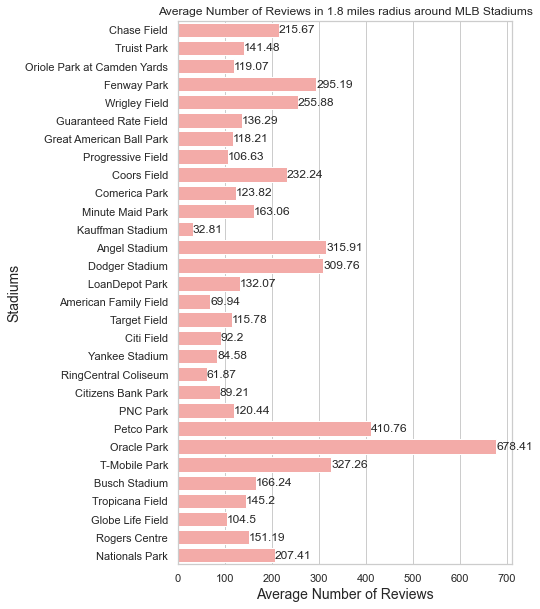 Average Number of Reviews in 1.8 miles radius around MLB Stadiums
Chase Field 215.67
Truist Park 141.48
Oriole Park at Camden Yards 119.07
Fenway Park 295.19
Wrigley Field 255.88
Guaranteed Rate Field 136.29
Great American Ball Park 118.21
Progressive Field 106.63
Coors Field 232.24
Comerica Park 123.82
Minute Maid Park 163.06
Kauffman Stadium 32.81
Angel Stadium 315.91
Dodger Stadium 309.76
LoanDepot Park 132.07
American Family Field 69.94
Target Field 115.78
Citi Field 92.2
Yankee Stadium 84.58
RingCentral Coliseum 61.87
Citizens Bank Park 89.21
PNC Park 120.44
Petco Park 410.76
Oracle Park 678.41
T-Mobile Park 327.26
Busch Stadium 166.24
Tropicana Field 145.2
Globe Life Field 104.5
Rogers Centre 151.19
Nationals Park 207.41
Stadiums
0 100 200 300 400 500 600 700
Average Number of Reviews